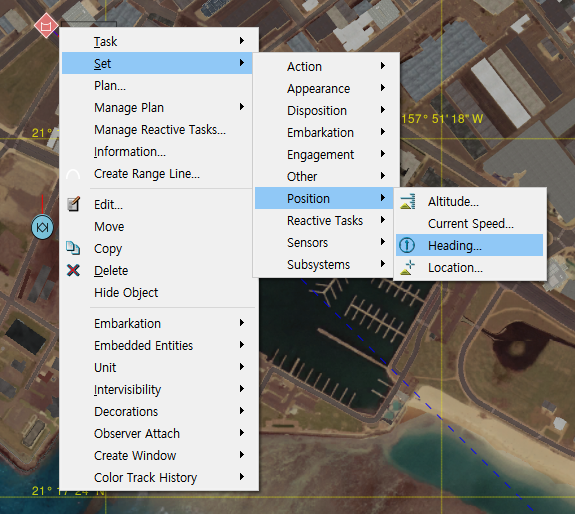 Task
Set
Plan...
Manage Plan
Manage Reactive Tasks...
Information...
Create Range Line...
Edit...
Move
Copy
Delete
Hide Object
Embarkation
Embedded Entities
Unit
Intervisibility
Decorations
Observer Attach
Create Window
Color Track History
Action
Appearance
Disposition
Embarkation
Engagement
Other
Position
Reactive Tasks
Sensors
Subsystems
Altitude...
Current Speed...
Heading...
Location...
157° 51' 18" W
21°
21° 17' 24" N